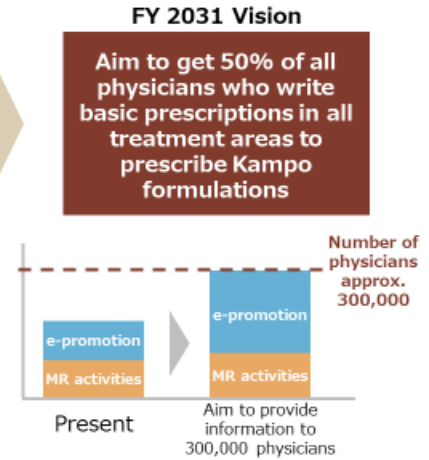 FY 2031 Vision
Aim to get 50% of all
physicians who write
basic prescriptions in all
treatment areas to
prescribe Kampo
formulations
Number of
physicians
approx.
300,000
e-promotion
MR activities
e-promotion
MR activities
Present
Aim to provide
information to
300,000 physicians